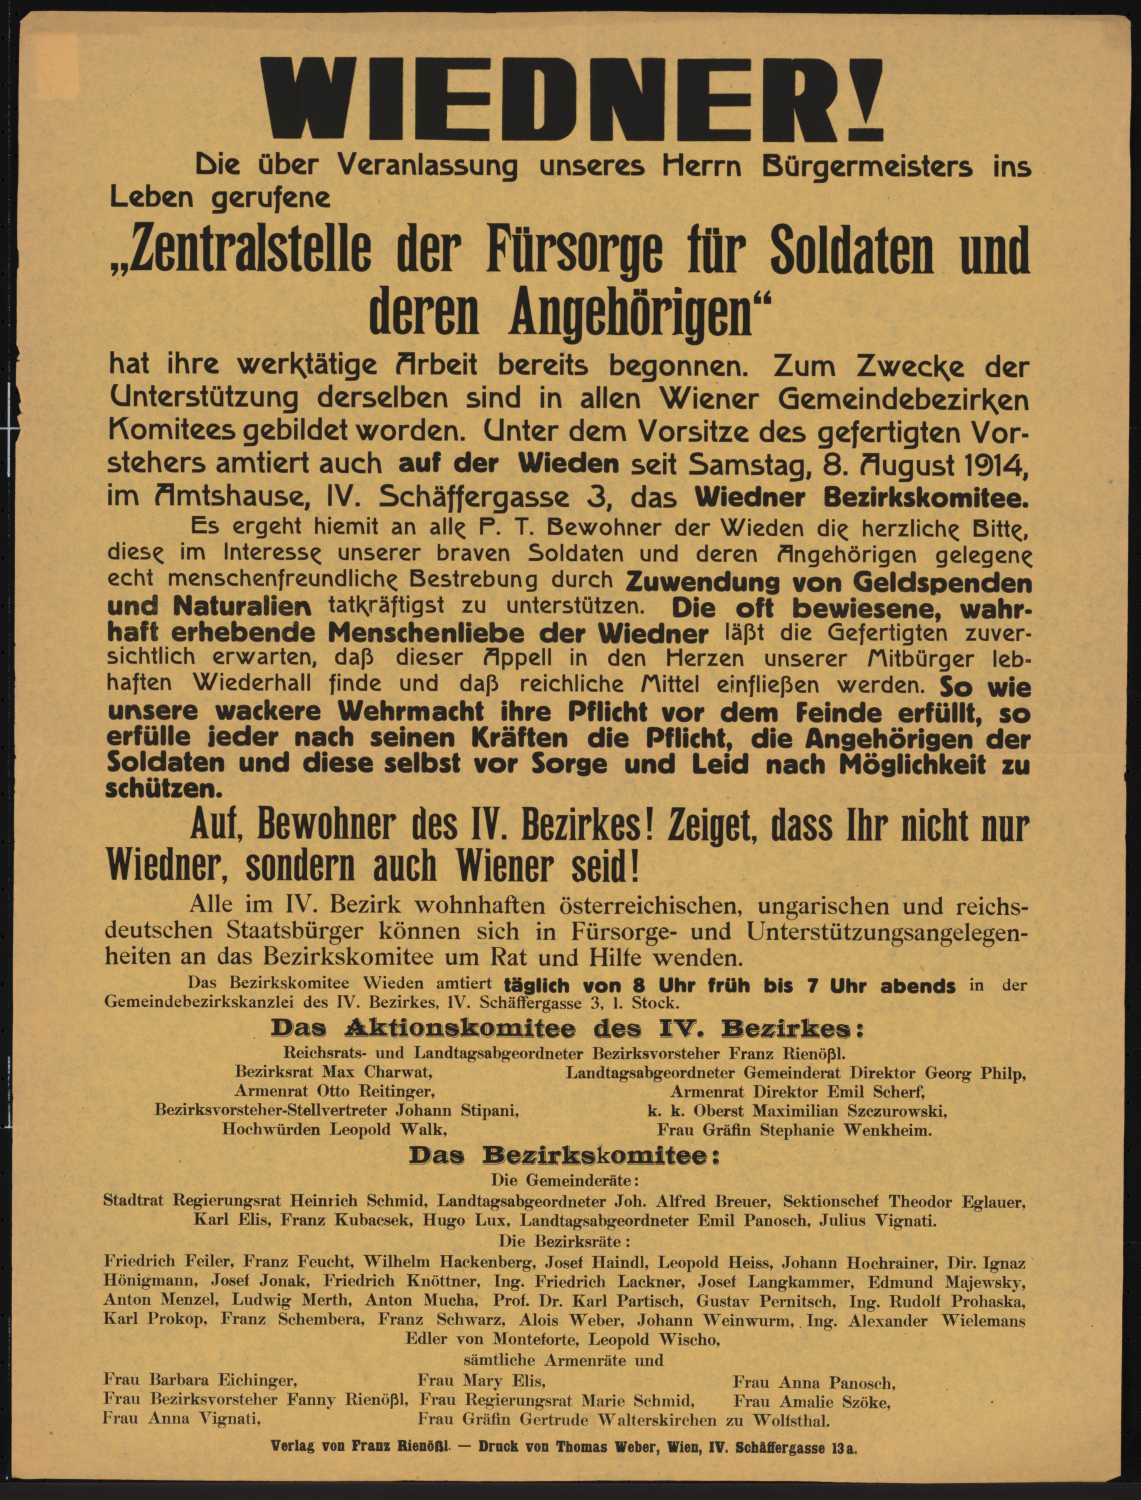 WIEDNER!
Die über Veranlassung unseres Herrn Bürgermeisters ins
Leben gerufene
„Zentralstelle der Fürsorge für Soldaten und
deren Angehörigen“
hat ihre werktätige Arbeit bereits begonnen. Zum Zwecke der
Unterstützung derselben sind in allen Wiener Gemeindebezirken
Komitees gebildet worden. Unter dem Vorsitze des gefertigten Vor-
stehers amtiert auch auf der Wieden seit Samstag, 8. August 1914,
im Amtshause, IV. Schäffergasse 3, das Wiedner Bezirkskomitee.
Es ergeht hiemit an alle P. T. Bewohner der Wieden die herzliche Bitte,
diese im Interesse unserer braven Soldaten und deren Angehörigen gelegene
echt menschenfreundliche Bestrebung durch Zuwendung von Geldspenden
und Naturalien tatkräftigst zu unterstützen. Die oft bewiesene, wahr-
haft erhebende Menschenliebe der Wiedner läßt die Gefertigten zuver-
sichtlich erwarten, daß dieser Appell in den Herzen unserer Mitbürger leb-
haften Wiederhall finde und daß reichliche Mittel einfließen werden. So wie
unsere wackere Wehrmacht ihre Pflicht vor dem Feinde erfüllt, so
erfülle jeder nach seinen Kräften die Pflicht, die Angehörigen der
Soldaten und diese selbst vor Sorge und Leid nach Möglichkeit zu
schützen.
Auf, Bewohner des IV. Bezirkes! Zeiget, dass Ihr nicht nur
Wiedner, sondern auch Wiener seid!
Alle im IV. Bezirk wohnhaften österreichischen, ungarischen und reichs-
deutschen Staatsbürger können sich in Fürsorge- und Unterstützungsangelegen-
heiten an das Bezirkskomitee um Rat und Hilfe wenden.
Das Bezirkskomitee Wieden amtiert täglich von 8 Uhr früh bis 7 Uhr abends in der
Gemeindebezirkskanzlei des IV. Bezirkes, IV. Schäffergasse 3, 1. Stock.
Das Aktionskomitee des IV. Bezirkes:
Reichsrats- und Landtagsabgeordneter Bezirksvorsteher Franz Rienößl.
Bezirksrat Max Charwat, Landtagsabgeordneter Gemeinderat Direktor Georg Philp,
Armenrat Otto Reitinger, Armenrat Direktor Emil Scherf,
Bezirksvorsteher-Stellvertreter Johann Stipani, k. k. Oberst Maximilian Szczurowski,
Hochwürden Leopold Walk, Frau Gräfin Stephanie Wenkheim.
Das Bezirkskomitee:
Die Gemeinderäte:
Stadtrat Regierungsrat Heinrich Schmid, Landtagsabgeordneter Joh. Alfred Breuer, Sektionschef Theodor Eglauer,
Karl Elis, Franz Kubacsek, Hugo Lux, Landtagsabgeordneter Emil Panosch, Julius Vignati.
Die Bezirksräte:
Friedrich Feiler, Franz Feucht, Wilhelm Hackenberg, Josef Haindl, Leopold Heiss, Johann Hochrainer, Dir. Ignaz
Hönigmann, Josef Jonak, Friedrich Knöttner, Ing. Friedrich Lackner, Josef Langkammer, Edmund Majewsky,
Anton Menzel, Ludwig Merth, Anton Mucha, Prof. Dr. Karl Partisch, Gustav Pernitsch, Ing. Rudolf Prohaska,
Karl Prokop, Franz Schembera, Franz Schwarz, Alois Weber, Johann Weinwurm, Ing. Alexander Wielemans
Edler von Monteforte, Leopold Wischo,
sämtliche Armenräte und
Frau Barbara Eichinger, Frau Mary Elis, Frau Anna Panosch,
Frau Bezirksvorsteher Fanny Rienößl, Frau Regierungsrat Marie Schmid, Frau Amalie Szöke,
Frau Anna Vignati, Frau Gräfin Gertrude Walterskirchen zu Wolfsthal.
Verlag von Franz Rienößl. — Druck von Thomas Weber, Wien, IV. Schäffergasse 13a.